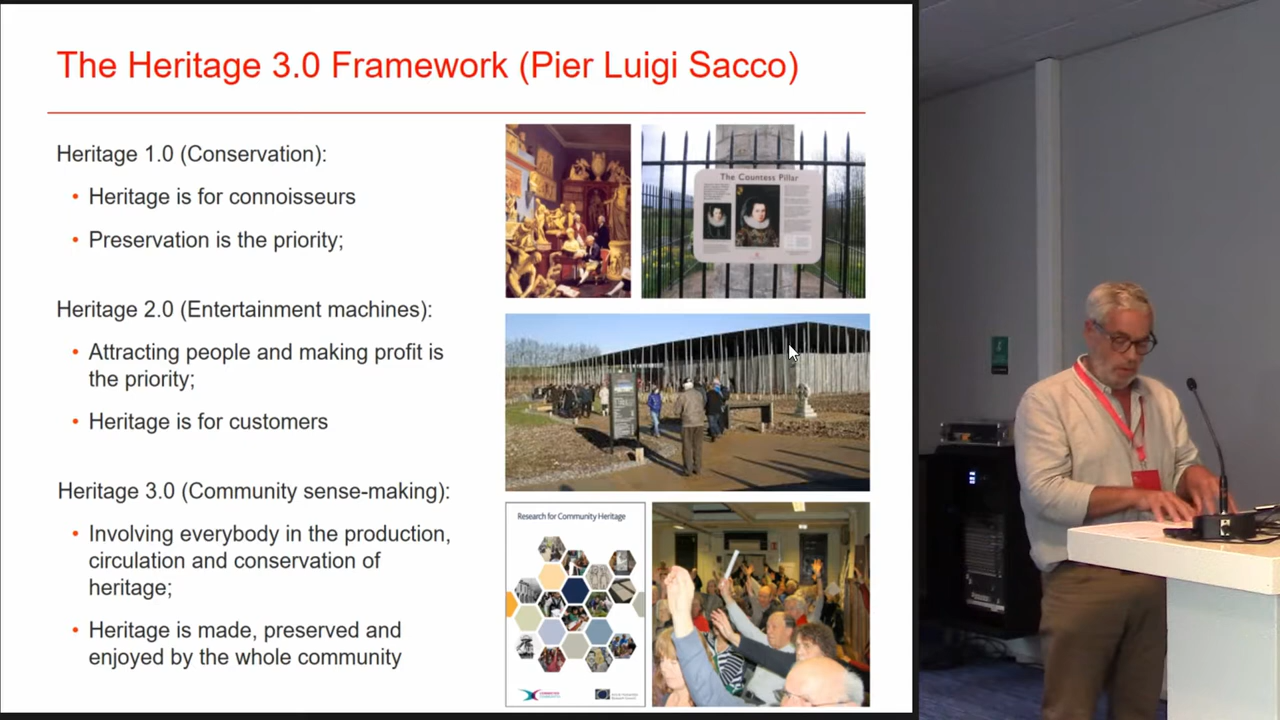 The Heritage 3.0 Framework (Pier Luigi Sacco)
Heritage 1.0 (Conservation):
• Heritage is for connoisseurs
• Preservation is the priority;
Heritage 2.0 (Entertainment machines):
• Attracting people and making profit is
the priority;
• Heritage is for customers
Heritage 3.0 (Community sense-making):
• Involving everybody in the production,
circulation and conservation of
heritage;
• Heritage is made, preserved and
enjoyed by the whole community
The Countess Pillar
Research for Community Heritage